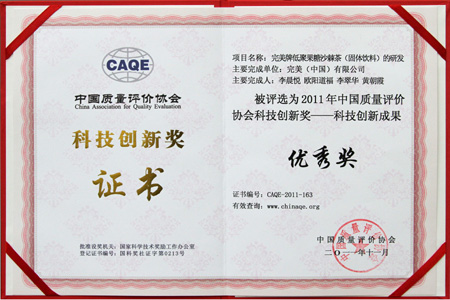 CAQE
中国质量评价协会
China Association for Quality Evaluation
科技创新奖
证书
批准设奖机关：国家科学技术奖励工作办公室
登记证书编号：国科奖社证字第0213号
项目名称：完美牌低聚果糖沙棘茶（固体饮料）的研发
主要完成单位：完美（中国）有限公司
主要完成人：李晨悦 欧阳道福 李翠华 黄朝霞
被评选为2011年中国质量评价
协会科技创新奖——科技创新成果
优秀奖
证书编号：CAQE-2011-163
有效查询：www.chinaqe.org
中国质量评价协会
二〇一一年十一月